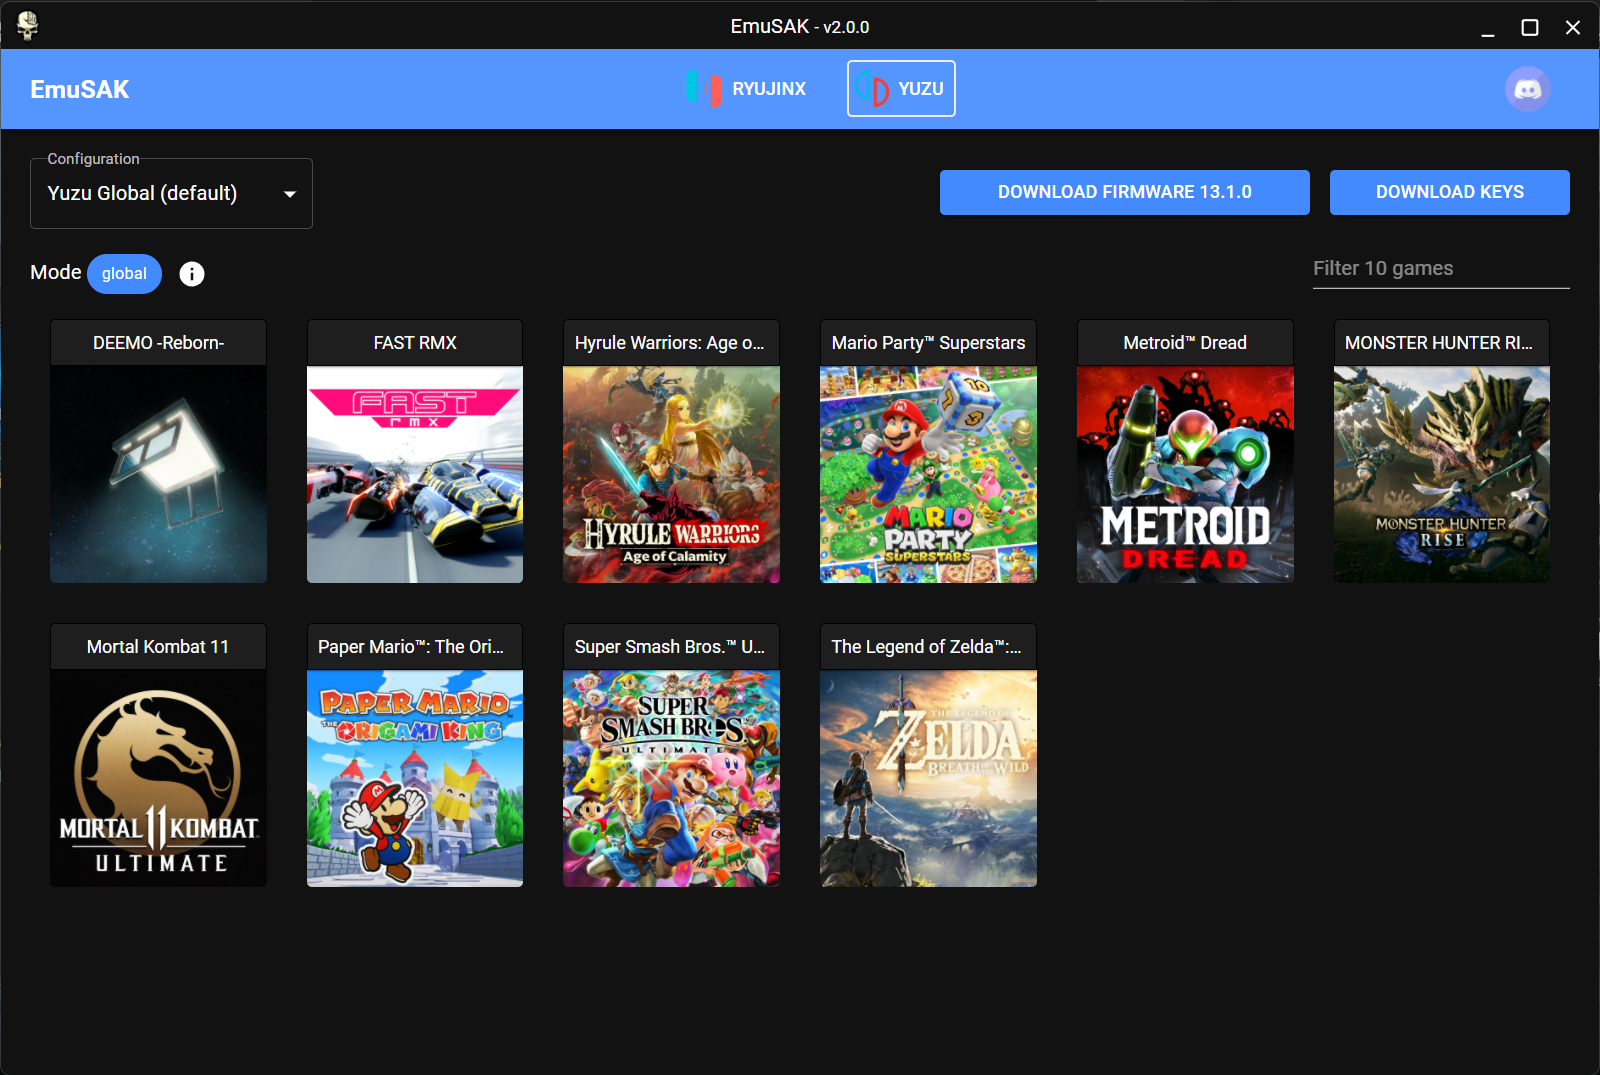 EmuSAK - v2.0.0
EmuSAK
RYUJINX
YUZU
Configuration
Yuzu Global (default)
DOWNLOAD FIRMWARE 13.1.0
DOWNLOAD KEYS
Mode global
Filter 10 games
DEEMO -Reborn-
FAST RMX
Hyrule Warriors: Age o...
Mario Party™ Superstars
Metroid™ Dread
MONSTER HUNTER RI...
FAST
rmx
HYRULE WARRIORS
Age of Calamity
10
7
3
MARIO
PARTY
SUPERSTARS
METROID
DREAD
MONSTER HUNTER
RISE
Mortal Kombat 11
Paper Mario™: The Ori...
Super Smash Bros.™ U...
The Legend of Zelda™:...
MORTAL 11 KOMBAT
ULTIMATE
PAPER MARIO
THE ORIGAMI KING
SUPER
SMASH BROS.
ULTIMATE
THE LEGEND OF
ZELDA
BREATH OF THE WILD